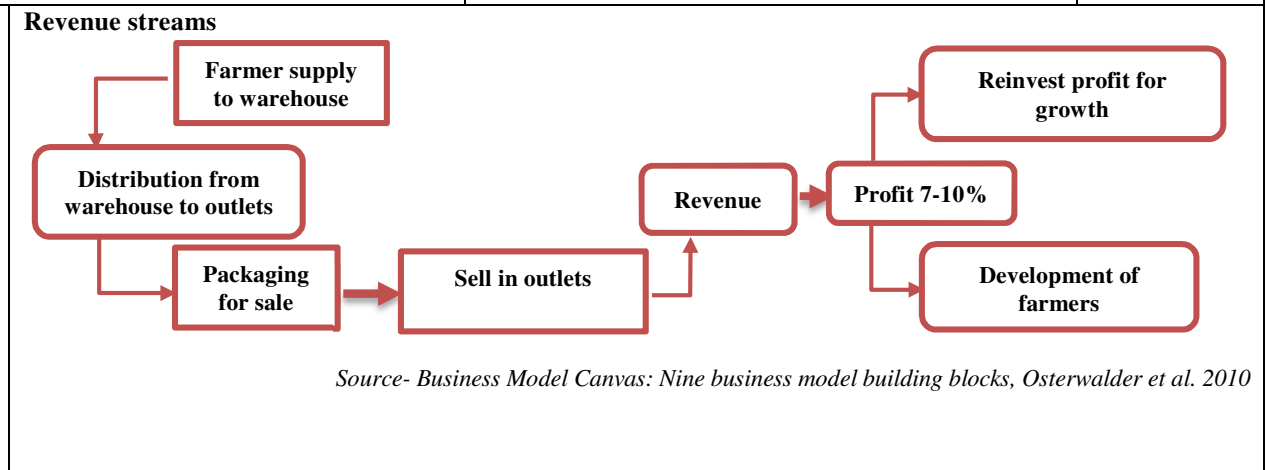 Revenue streams
Farmer supply
to warehouse
Distribution from
warehouse to outlets
Packaging
for sale
Sell in outlets
Revenue
Profit 7-10%
Reinvest profit for
growth
Development of
farmers
Source- Business Model Canvas: Nine business model building blocks, Osterwalder et al. 2010